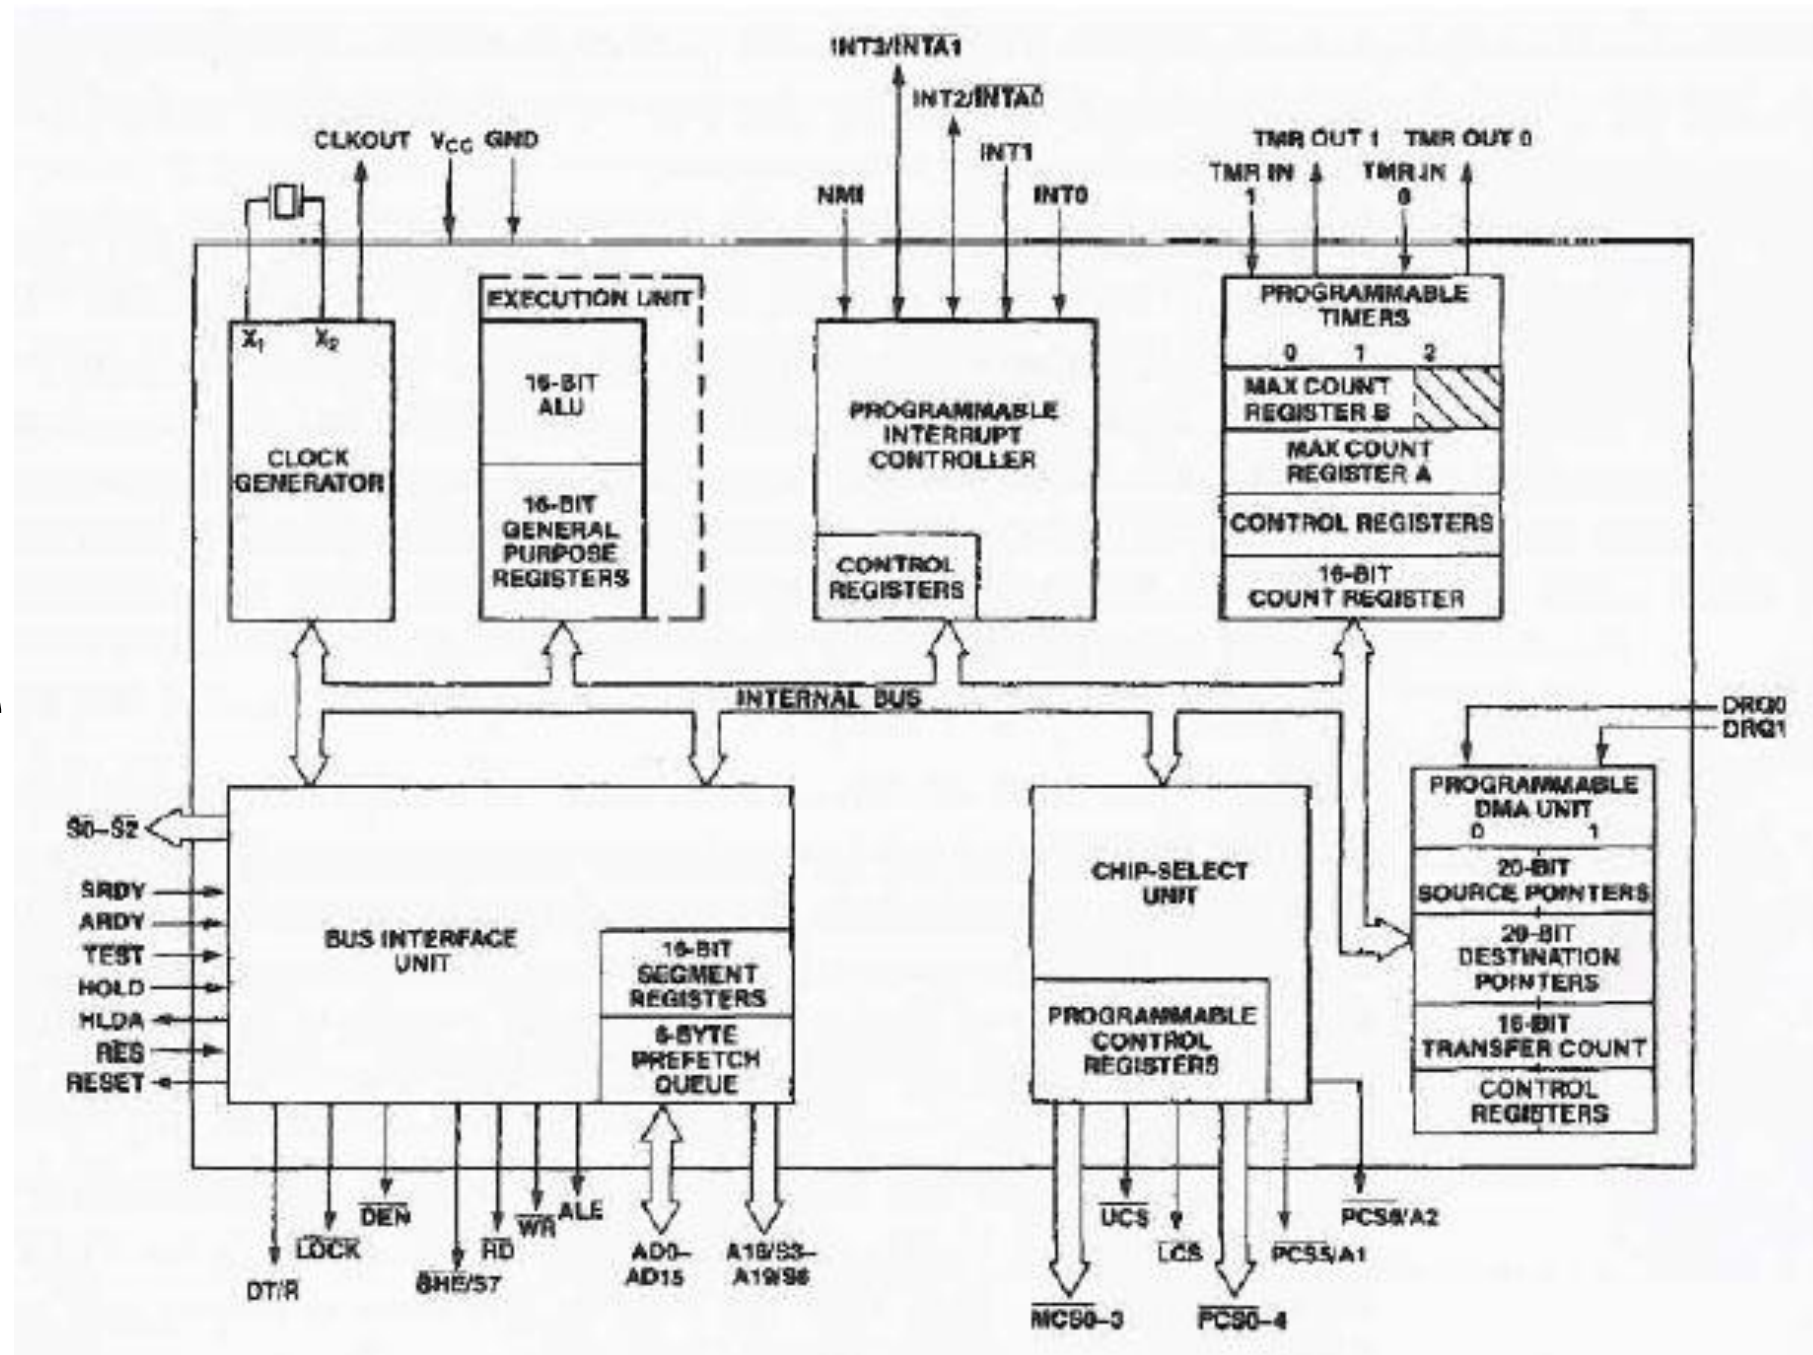 INT3/INTA1
INT2/INTA0
CLKOUT VCC GND
INT1
TMR OUT 1 TMR OUT 0
NMI
INT0
TMR IN
1
TMR IN
0
X1 X2
CLOCK
GENERATOR
EXECUTION UNIT
16-BIT
ALU
16-BIT
GENERAL
PURPOSE
REGISTERS
PROGRAMMABLE
INTERRUPT
CONTROLLER
CONTROL
REGISTERS
PROGRAMMABLE
TIMERS
0 1 2
MAX COUNT
REGISTER B
MAX COUNT
REGISTER A
CONTROL REGISTERS
16-BIT
COUNT REGISTER
INTERNAL BUS
DRQ0
DRQ1
S0-S2
SRDY
ARDY
TEST
HOLD
HLDA
RES
RESET
BUS INTERFACE
UNIT
16-BIT
SEGMENT
REGISTERS
6-BYTE
PREFETCH
QUEUE
CHIP-SELECT
UNIT
PROGRAMMABLE
CONTROL
REGISTERS
PROGRAMMABLE
DMA UNIT
0 1
20-BIT
SOURCE POINTERS
20-BIT
DESTINATION
POINTERS
16-BIT
TRANSFER COUNT
CONTROL
REGISTERS
DT/R
LOCK
DEN
BHE/S7
RD
WR
ALE
AD0-
AD15
A16/S3-
A19/S6
MCS0-3
UCS
LCS
PCS0-4
PCS5/A1
PCS6/A2